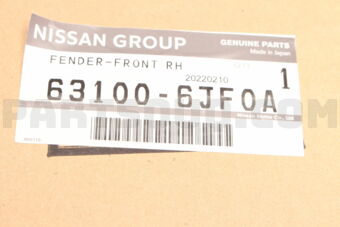 NISSAN GROUP
GENUINE PARTS
Made in Japan
FENDER-FRONT RH
20220210
1
63100-6JF0A